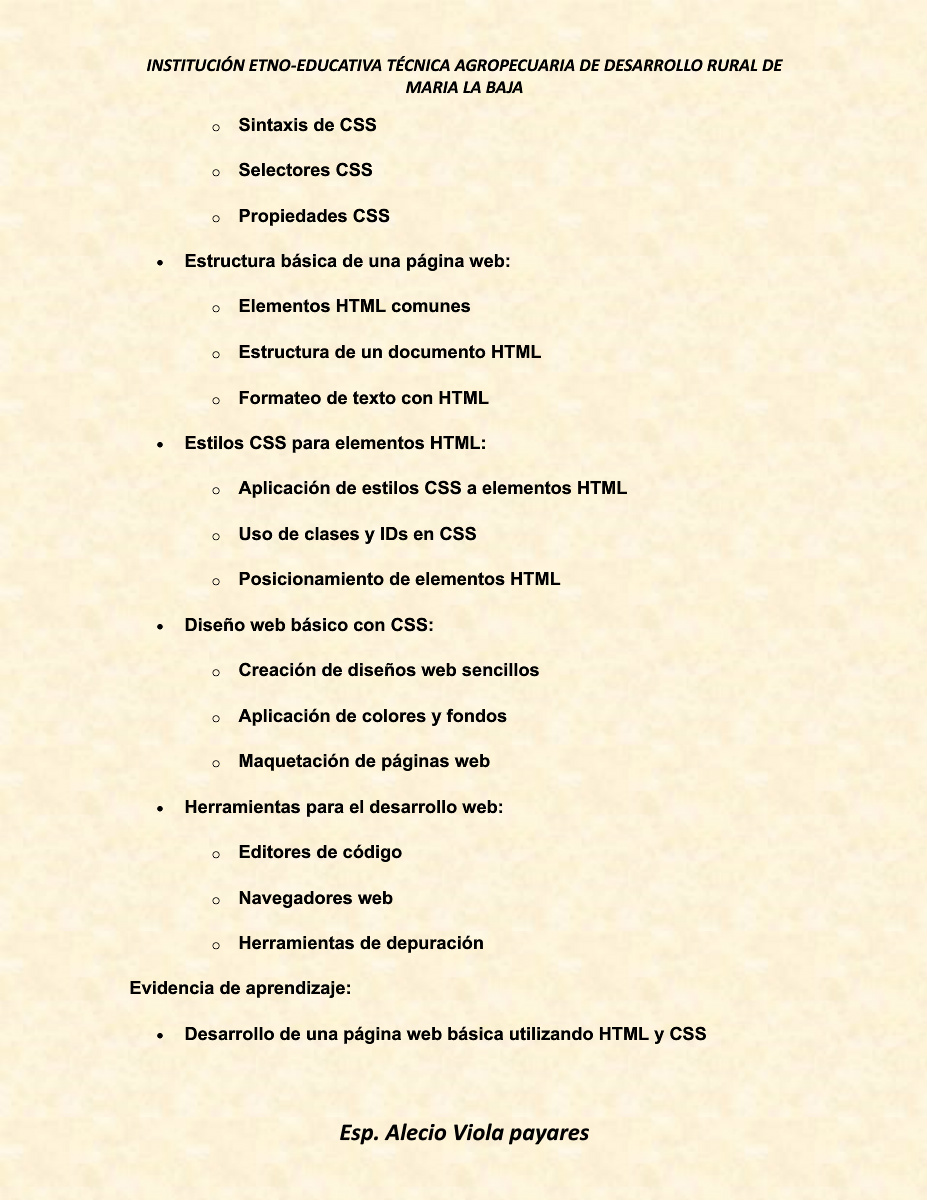 INSTITUCIÓN ETNO-EDUCATIVA TÉCNICA AGROPECUARIA DE DESARROLLO RURAL DE
MARIA LA BAJA
o Sintaxis de CSS
o Selectores CSS
o Propiedades CSS
• Estructura básica de una página web:
o Elementos HTML comunes
o Estructura de un documento HTML
o Formateo de texto con HTML
• Estilos CSS para elementos HTML:
o Aplicación de estilos CSS a elementos HTML
o Uso de clases y IDs en CSS
o Posicionamiento de elementos HTML
• Diseño web básico con CSS:
o Creación de diseños web sencillos
o Aplicación de colores y fondos
o Maquetación de páginas web
• Herramientas para el desarrollo web:
o Editores de código
o Navegadores web
o Herramientas de depuración
Evidencia de aprendizaje:
• Desarrollo de una página web básica utilizando HTML y CSS
Esp. Alecio Viola payares